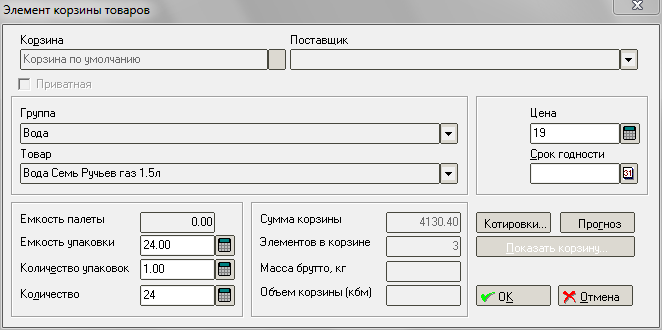 Элемент корзины товаров
Корзина Поставщик
Корзина по умолчанию
Приватная
Группа Цена
Вода 19
Товар Срок годности
Вода Семь Ручьев газ 1.5л 31
Емкость палеты 0.00 Сумма корзины 4130.40 Котировки... Прогноз
Емкость упаковки 24.00 Элементов в корзине 3 Показать корзину...
Количество упаковок 1.00 Масса брутто, кг
Количество 24 Объем корзины (кбм) OK Отмена